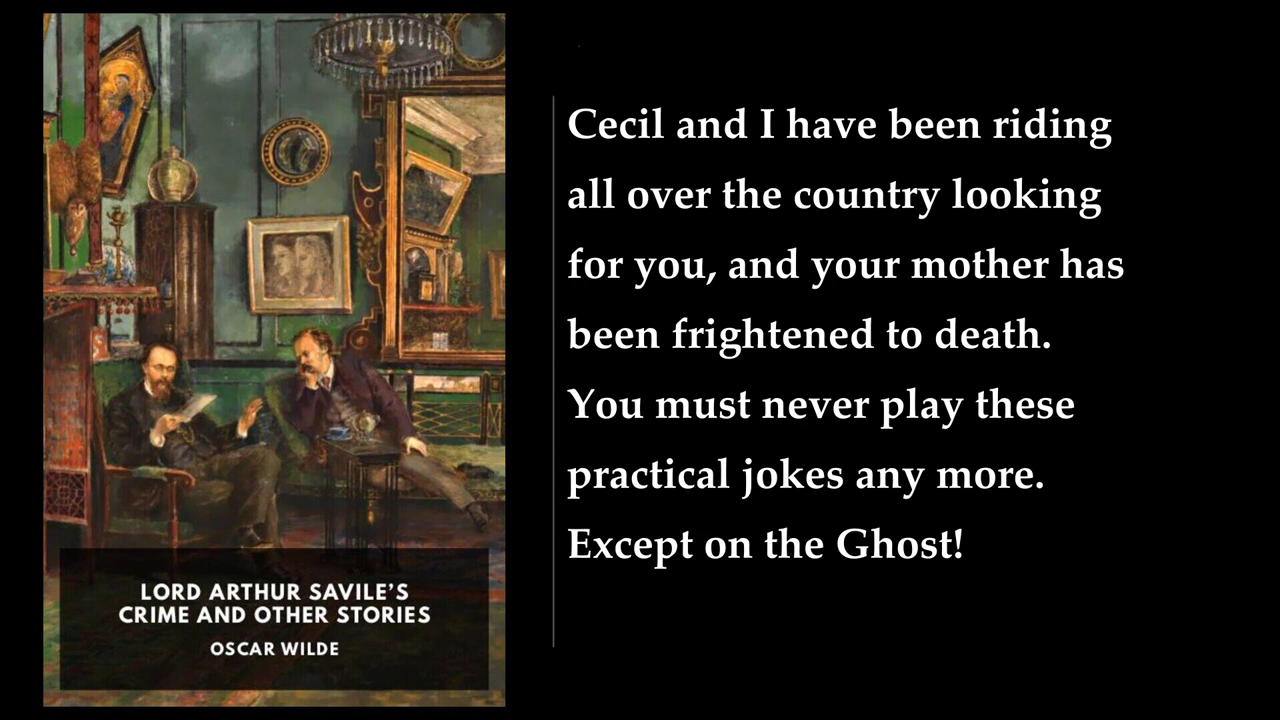 Cecil and I have been riding
all over the country looking
for you, and your mother has
been frightened to death.
You must never play these
practical jokes any more.
Except on the Ghost!
LORD ARTHUR SAVILE’S
CRIME AND OTHER STORIES
OSCAR WILDE